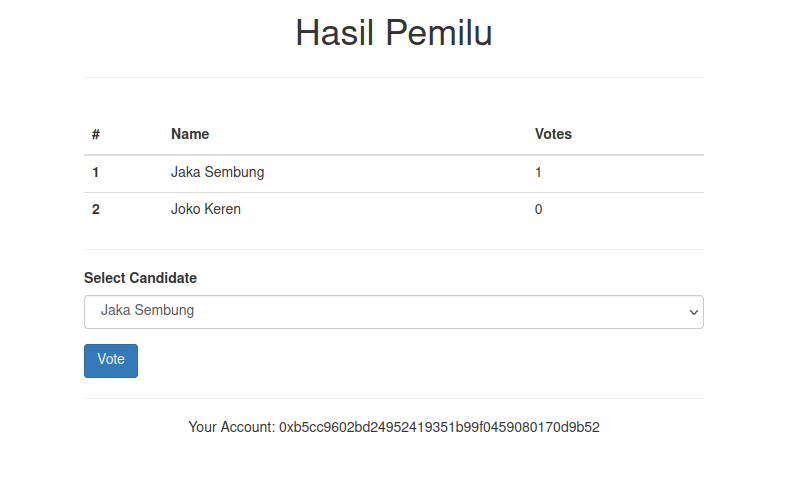 Hasil Pemilu
# Name Votes
1 Jaka Sembung 1
2 Joko Keren 0
Select Candidate
Jaka Sembung
Vote
Your Account: 0xb5cc9602bd24952419351b99f0459080170d9b52